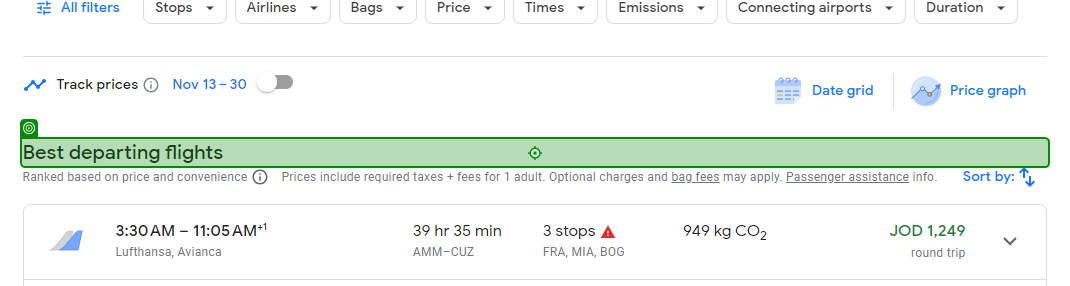 All filters Stops Airlines Bags Price Times Emissions Connecting airports Duration
Track prices Nov 13 – 30 Date grid Price graph
Best departing flights
Ranked based on price and convenience Prices include required taxes + fees for 1 adult. Optional charges and bag fees may apply. Passenger assistance info. Sort by:
3:30 AM – 11:05 AM+1 39 hr 35 min 3 stops 949 kg CO2 JOD 1,249
Lufthansa, Avianca AMM–CUZ FRA, MIA, BOG round trip